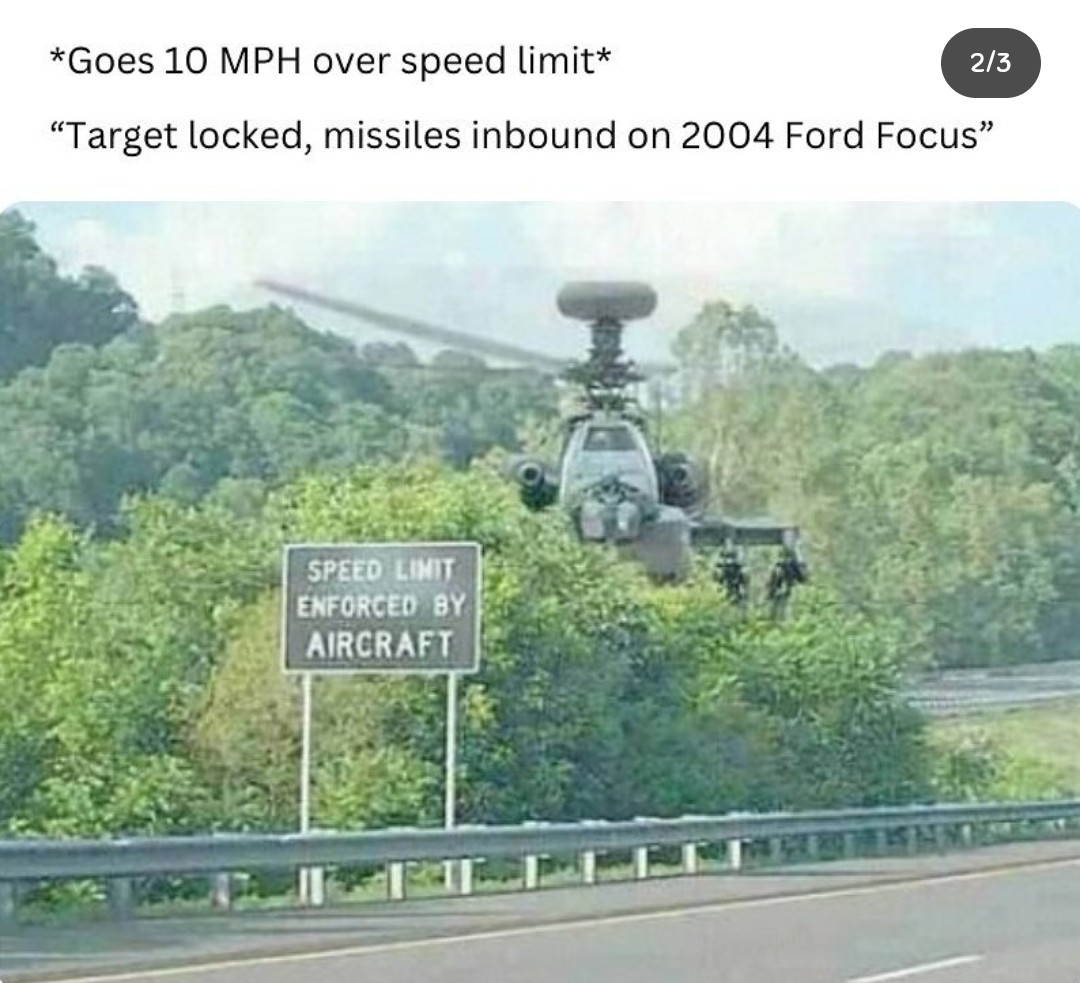 *Goes 10 MPH over speed limit*
2/3
“Target locked, missiles inbound on 2004 Ford Focus”
SPEED LIMIT
ENFORCED BY
AIRCRAFT